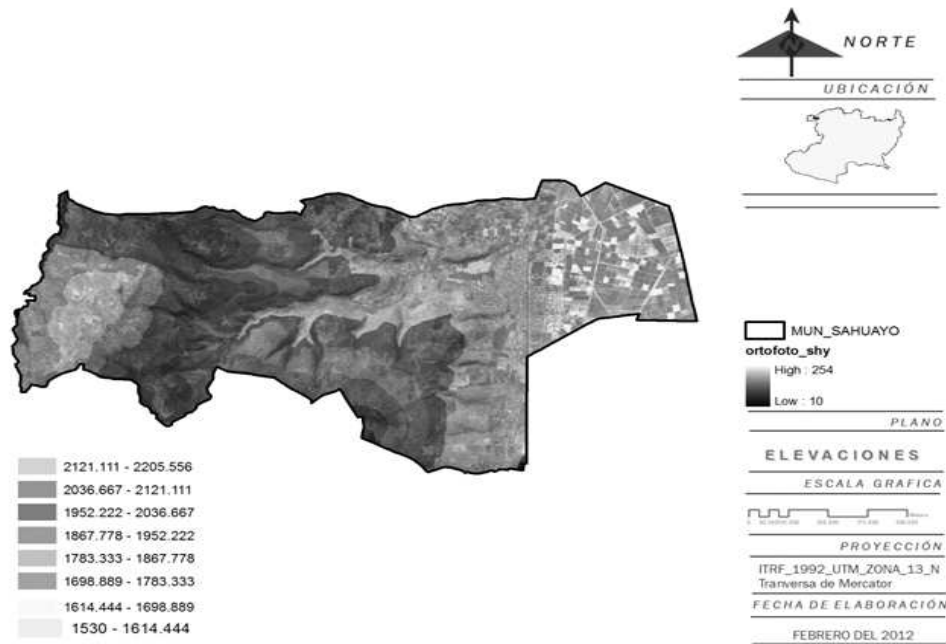 NORTE
UBICACIÓN
MUN_SAHUAYO
ortofoto_shy
High : 254
Low : 10
PLANO
ELEVACIONES
ESCALA GRAFICA
PROYECCIÓN
ITRF_1992_UTM_ZONA_13_N
Tranversa de Mercator
FECHA DE ELABORACIÓN
FEBRERO DEL 2012
2121.111 - 2205.556
2036.667 - 2121.111
1952.222 - 2036.667
1867.778 - 1952.222
1783.333 - 1867.778
1698.889 - 1783.333
1614.444 - 1698.889
1530 - 1614.444